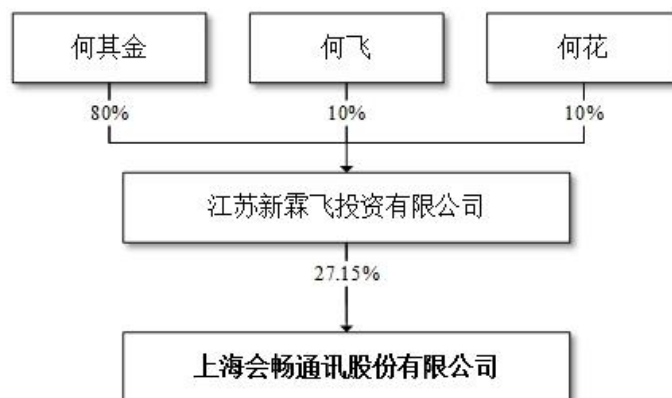 何其金 何飞 何花
80% 10% 10%
江苏新霖飞投资有限公司
27.15%
上海会畅通讯股份有限公司